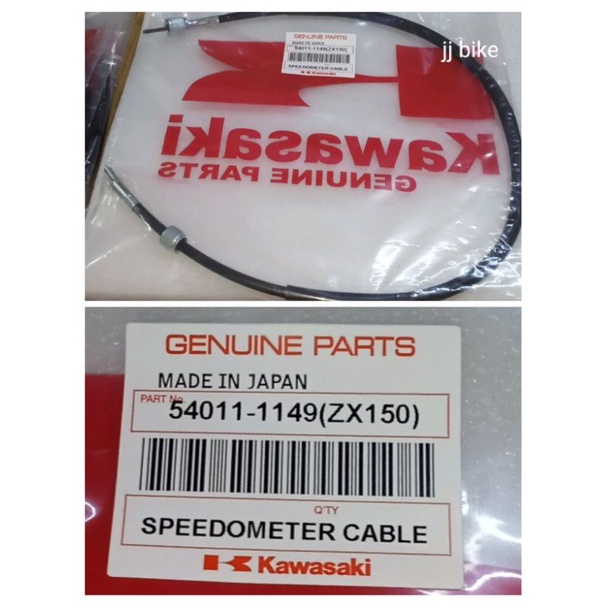 jj bike
GENUINE PARTS
MADE IN JAPAN
54011-1149(ZX150)
SPEEDOMETER CABLE
Kawasaki
Kawasaki
GENUINE PARTS
GENUINE PARTS
MADE IN JAPAN
PART No.
54011-1149(ZX150)
Q'TY
SPEEDOMETER CABLE
Kawasaki